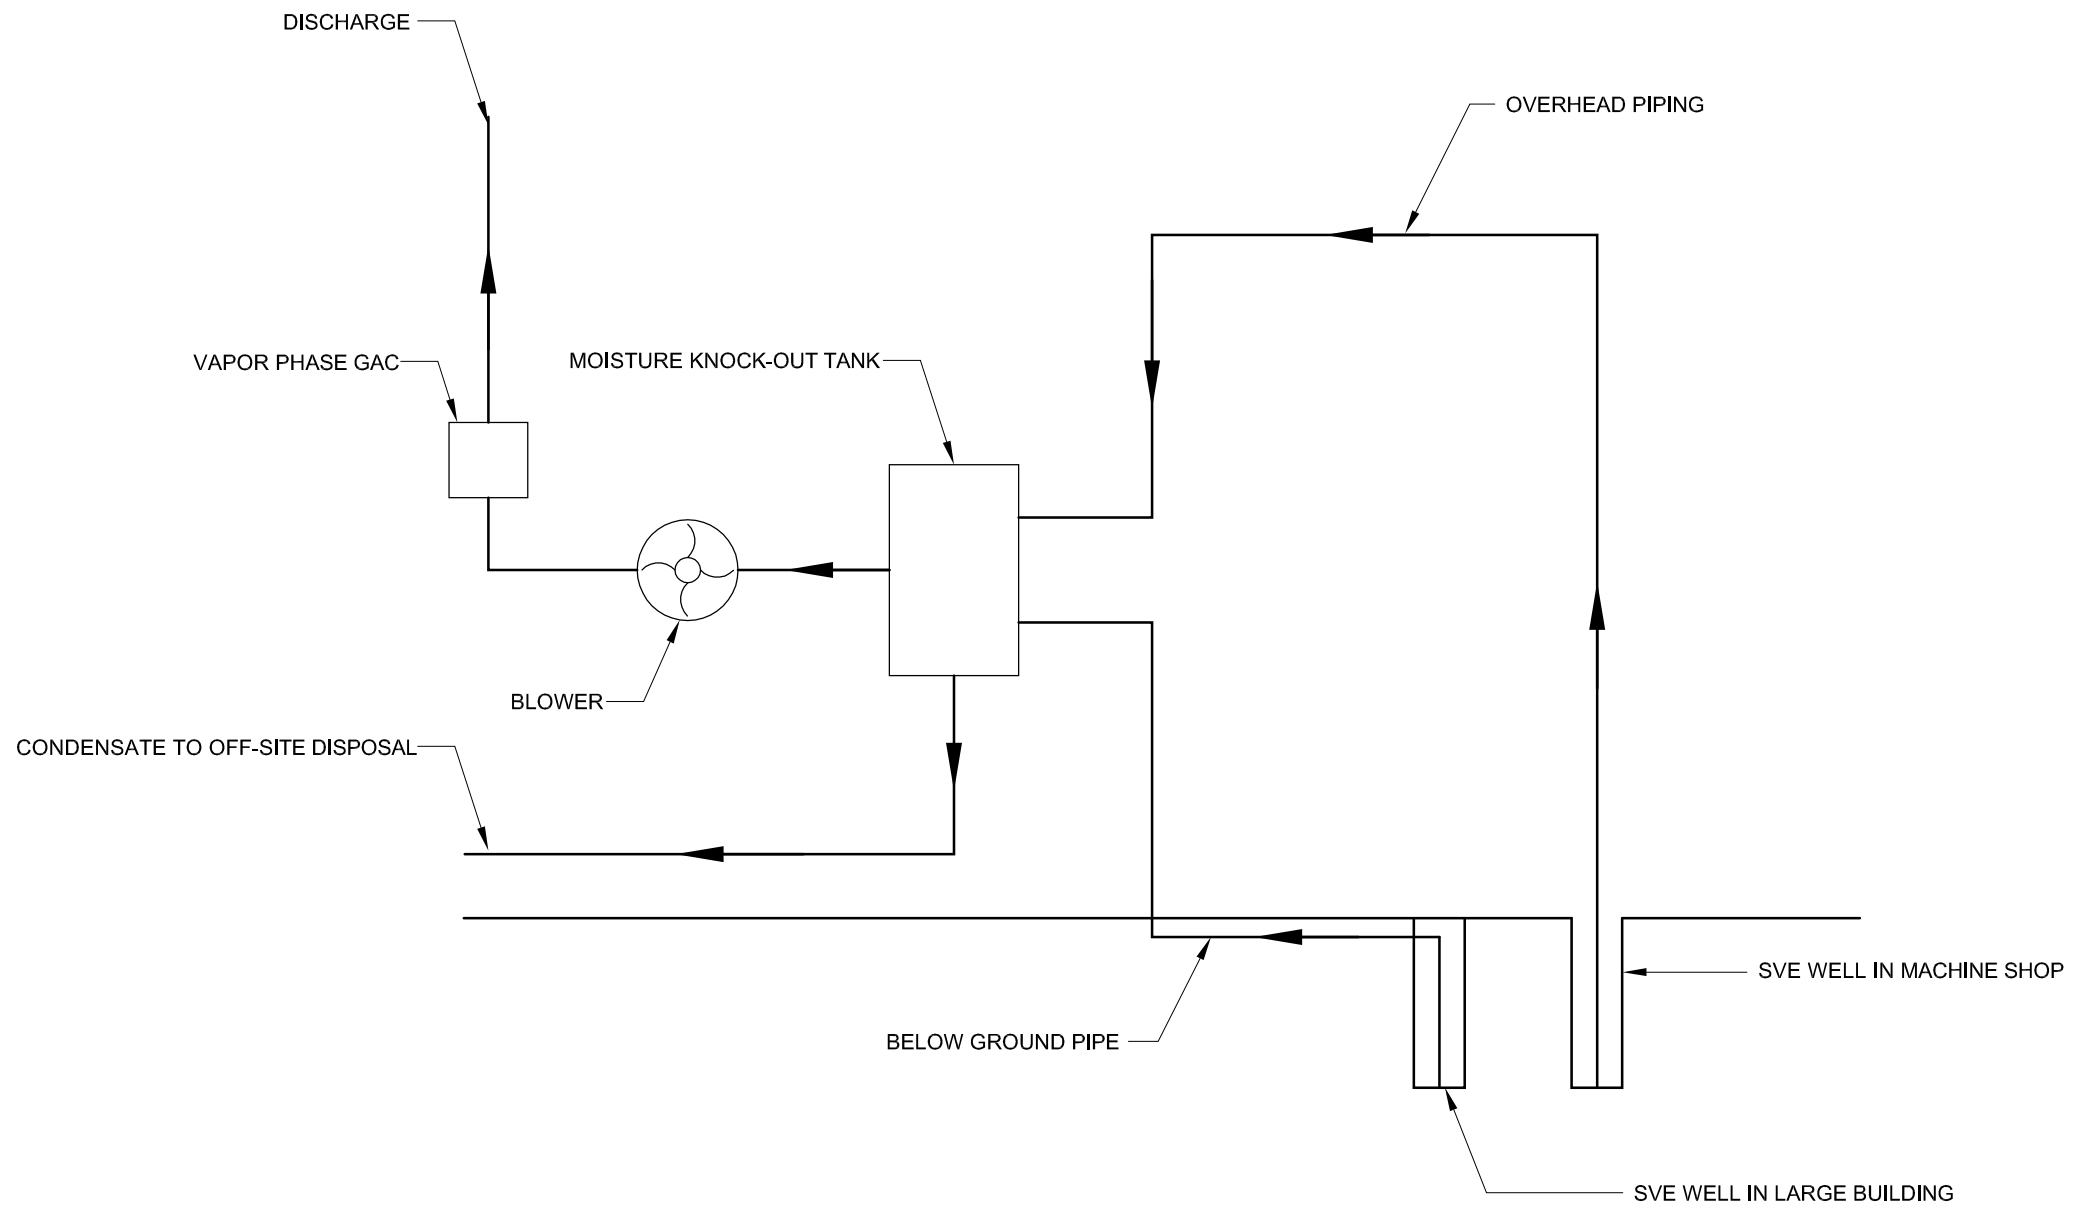 DISCHARGE
OVERHEAD PIPING
VAPOR PHASE GAC
MOISTURE KNOCK-OUT TANK
BLOWER
CONDENSATE TO OFF-SITE DISPOSAL
SVE WELL IN MACHINE SHOP
BELOW GROUND PIPE
SVE WELL IN LARGE BUILDING